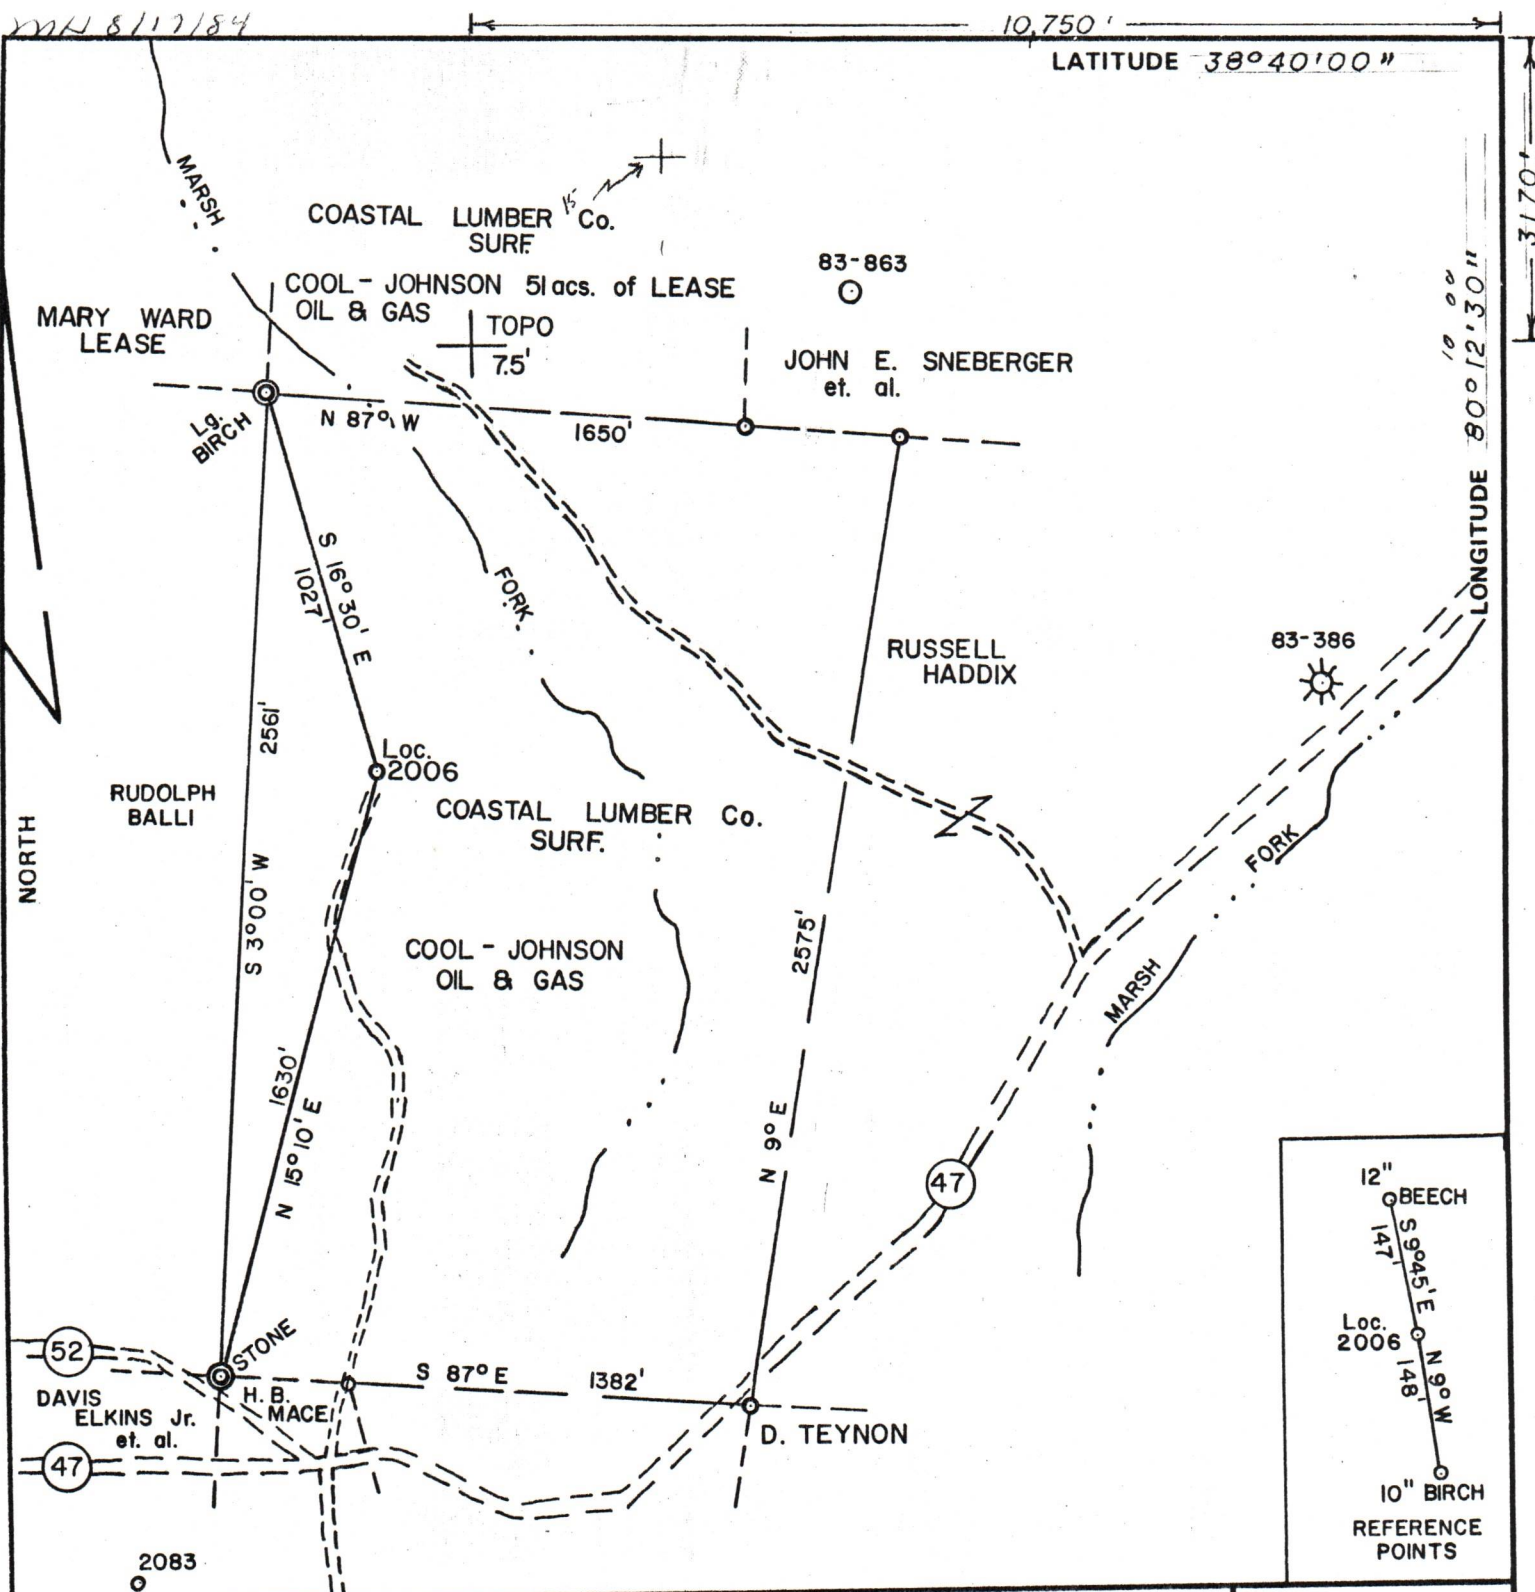 MH 8/17/84
10,750'
LATITUDE 38°40'00"
3170'
LONGITUDE 80°12'30"
10 00
MARSH
15'
COASTAL LUMBER Co.
SURF.
83-863
COOL - JOHNSON 51 acs. of LEASE
OIL & GAS
MARY WARD
LEASE
TOPO
7.5'
JOHN E. SNEBERGER
et. al.
Lg.
BIRCH
N 87° W
1650'
S 16°30' E
1027'
FORK
RUSSELL
HADDIX
83-386
2561'
S 3°00' W
Loc.
2006
RUDOLPH
BALLI
COASTAL LUMBER Co.
SURF.
NORTH
FORK
MARSH
COOL - JOHNSON
OIL & GAS
2575'
N 9° E
1630'
N 15°10' E
47
12"
BEECH
S 9°45' E
147'
Loc.
2006
N 9° W
148'
10" BIRCH
REFERENCE
POINTS
52
STONE
S 87° E
1382'
DAVIS
ELKINS Jr.
et. al.
H. B.
MACE
D. TEYNON
47
2083